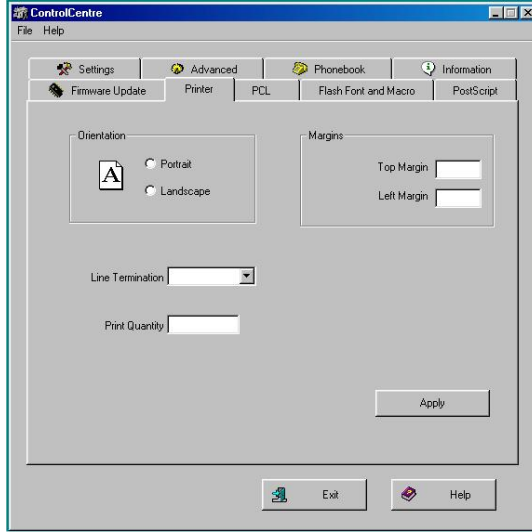 ControlCentre
File Help
Settings Advanced Phonebook Information
Firmware Update Printer PCL Flash Font and Macro PostScript
Orientation
A
Portrait
Landscape
Margins
Top Margin
Left Margin
Line Termination
Print Quantity
Apply
Exit Help